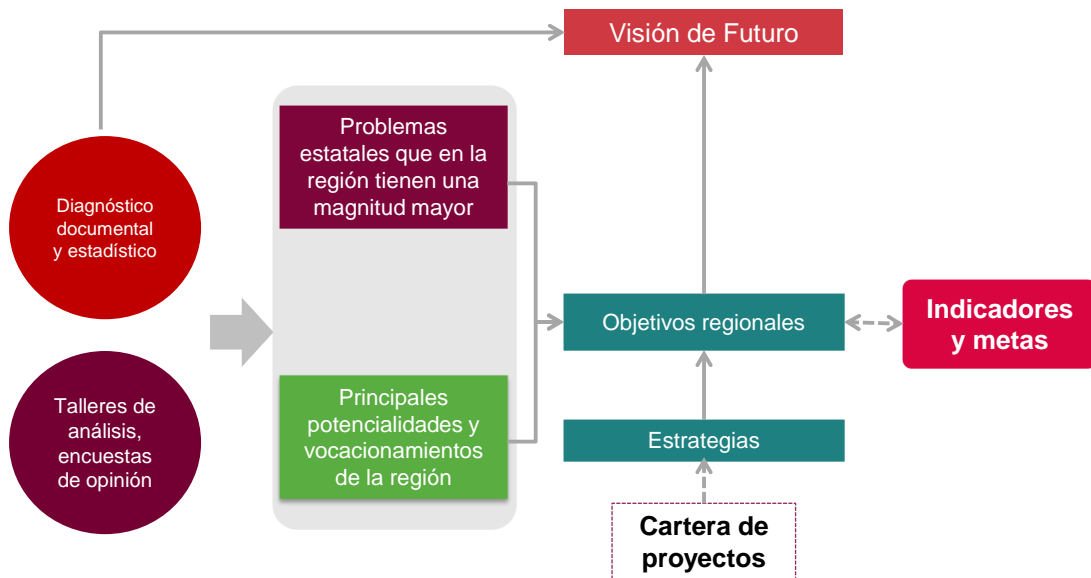 Visión de Futuro
Problemas
estatales que en la
región tienen una
magnitud mayor
Diagnóstico
documental
y estadístico
Objetivos regionales
Indicadores
y metas
Talleres de
análisis,
encuestas
de opinión
Principales
potencialidades y
vocacionamientos
de la región
Estrategias
Cartera de
proyectos